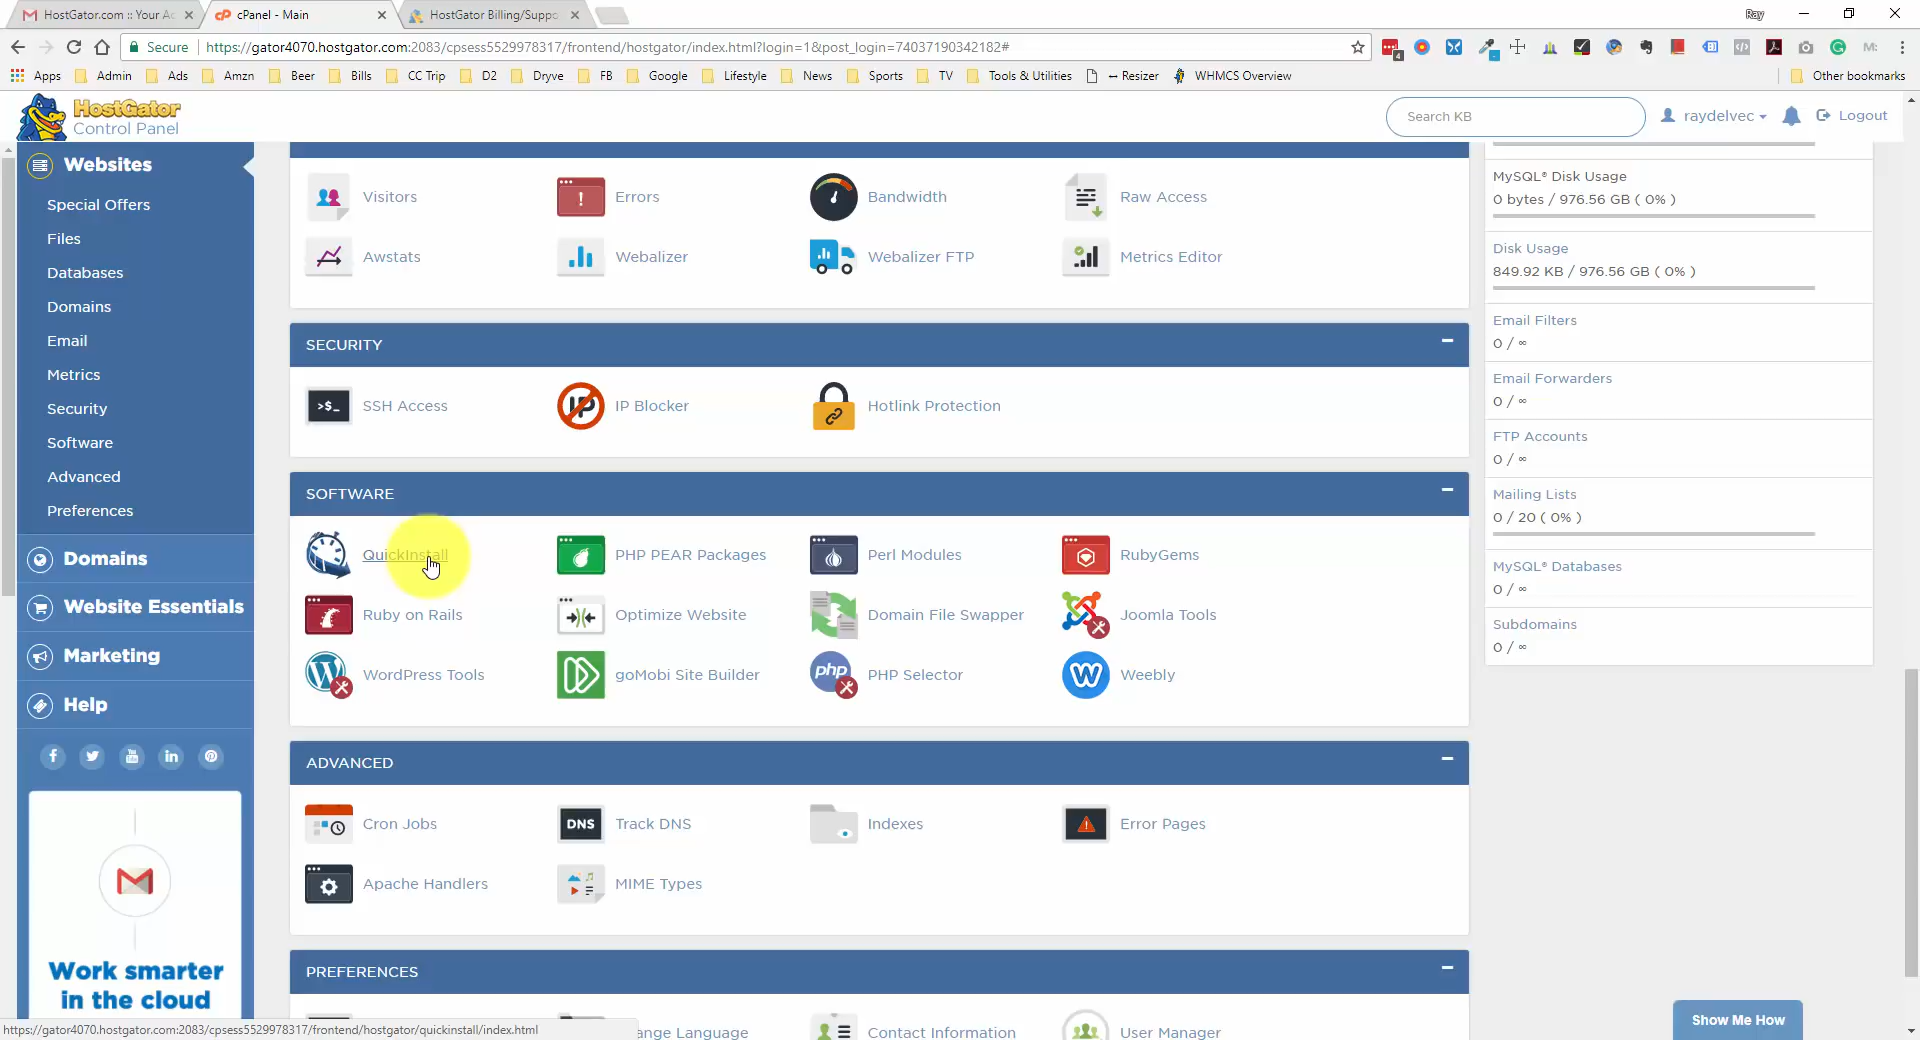 HostGator.com :: Your Ac
cPanel - Main
HostGator Billing/Suppo
Ray
Secure
https://gator4070.hostgator.com:2083/cpsess5529978317/frontend/hostgator/index.html?login=1&post_login=74037190342182#
4
M:
Apps
Admin
Ads
Amzn
Beer
Bills
CC Trip
D2
Dryve
FB
Google
Lifestyle
News
Sports
TV
Tools & Utilities
Resizer
WHMCS Overview
Other bookmarks
HostGator
Control Panel
Search KB
raydelvec
Logout
Websites
Special Offers
Files
Databases
Domains
Email
Metrics
Security
Software
Advanced
Preferences
Domains
Website Essentials
Marketing
Help
Work smarter
in the cloud
Visitors
Errors
Bandwidth
Raw Access
Awstats
Webalizer
Webalizer FTP
Metrics Editor
SECURITY
>$_
SSH Access
IP
IP Blocker
Hotlink Protection
SOFTWARE
QuickInstall
PHP PEAR Packages
Perl Modules
RubyGems
Ruby on Rails
Optimize Website
Domain File Swapper
Joomla Tools
WordPress Tools
goMobi Site Builder
php
PHP Selector
Weebly
ADVANCED
Cron Jobs
DNS
Track DNS
Indexes
Error Pages
Apache Handlers
MIME Types
PREFERENCES
ange Language
Contact Information
User Manager
MySQL® Disk Usage
0 bytes / 976.56 GB ( 0% )
Disk Usage
849.92 KB / 976.56 GB ( 0% )
Email Filters
0 / ∞
Email Forwarders
0 / ∞
FTP Accounts
0 / ∞
Mailing Lists
0 / 20 ( 0% )
MySQL® Databases
0 / ∞
Subdomains
0 / ∞
Show Me How
https://gator4070.hostgator.com:2083/cpsess5529978317/frontend/hostgator/quickinstall/index.html